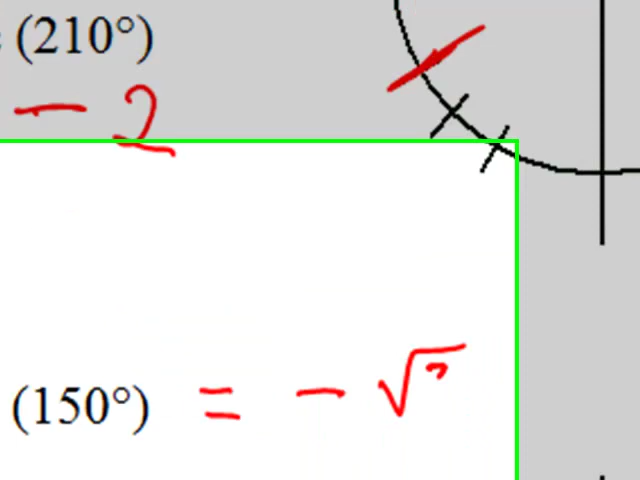 (210°)
- 2
(150°) = - √